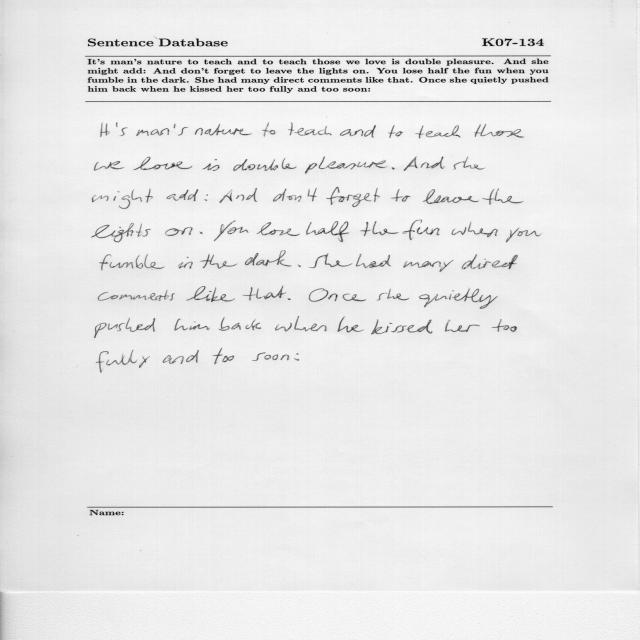 Sentence Database K07-134
It's man's nature to teach and to teach those we love is double pleasure. And she
might add: And don't forget to leave the lights on. You lose half the fun when you
fumble in the dark. She had many direct comments like that. Once she quietly pushed
him back when he kissed her too fully and too soon:
It's man's nature to teach and to teach those
we love is double pleasure. And she
might add: And don't forget to leave the
lights on. You lose half the fun when you
fumble in the dark. She had many direct
comments like that. Once she quietly
pushed him back when he kissed her too
fully and too soon:
Name: